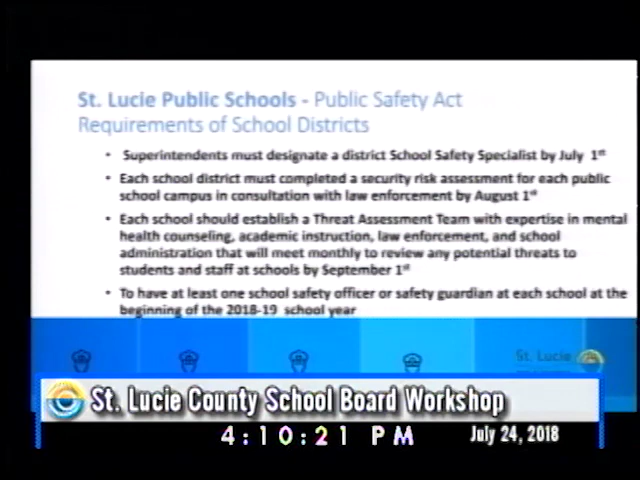 St. Lucie Public Schools - Public Safety Act
Requirements of School Districts
• Superintendents must designate a district School Safety Specialist by July 1st
• Each school district must completed a security risk assessment for each public
school campus in consultation with law enforcement by August 1st
• Each school should establish a Threat Assessment Team with expertise in mental
health counseling, academic instruction, law enforcement, and school
administration that will meet monthly to review any potential threats to
students and staff at schools by September 1st
• To have at least one school safety officer or safety guardian at each school at the
beginning of the 2018-19 school year
St. Lucie
St. Lucie County School Board Workshop
4:10:21 PM
July 24, 2018